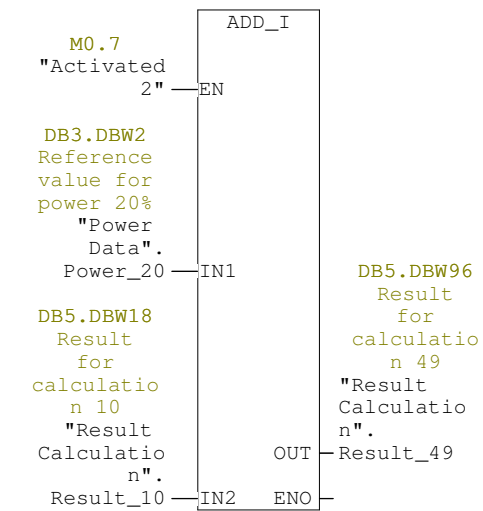 ADD_I
M0.7
"Activated
2"
EN
DB3.DBW2
Reference
value for
power 20%
"Power
Data".
Power_20
IN1
DB5.DBW18
Result
for
calculatio
n 10
"Result
Calculatio
n".
Result_10
IN2
DB5.DBW96
Result
for
calculatio
n 49
"Result
Calculatio
n".
OUT
Result_49
ENO